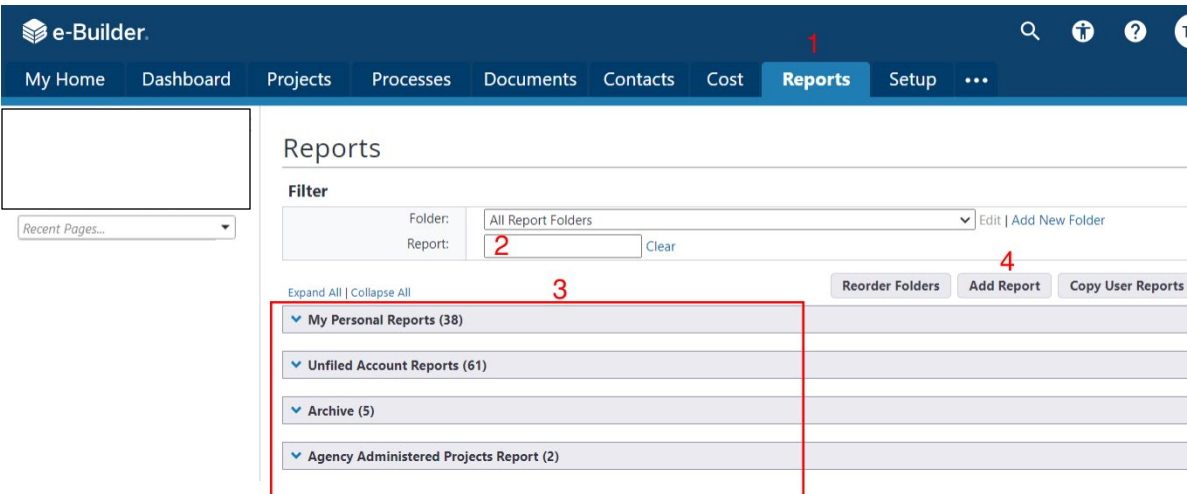 e-Builder.
1
My Home Dashboard Projects Processes Documents Contacts Cost Reports Setup
Recent Pages...
Reports
Filter
Folder: All Report Folders Edit | Add New Folder
Report: 2 Clear
4
Reorder Folders Add Report Copy User Reports
Expand All | Collapse All 3
My Personal Reports (38)
Unfiled Account Reports (61)
Archive (5)
Agency Administered Projects Report (2)